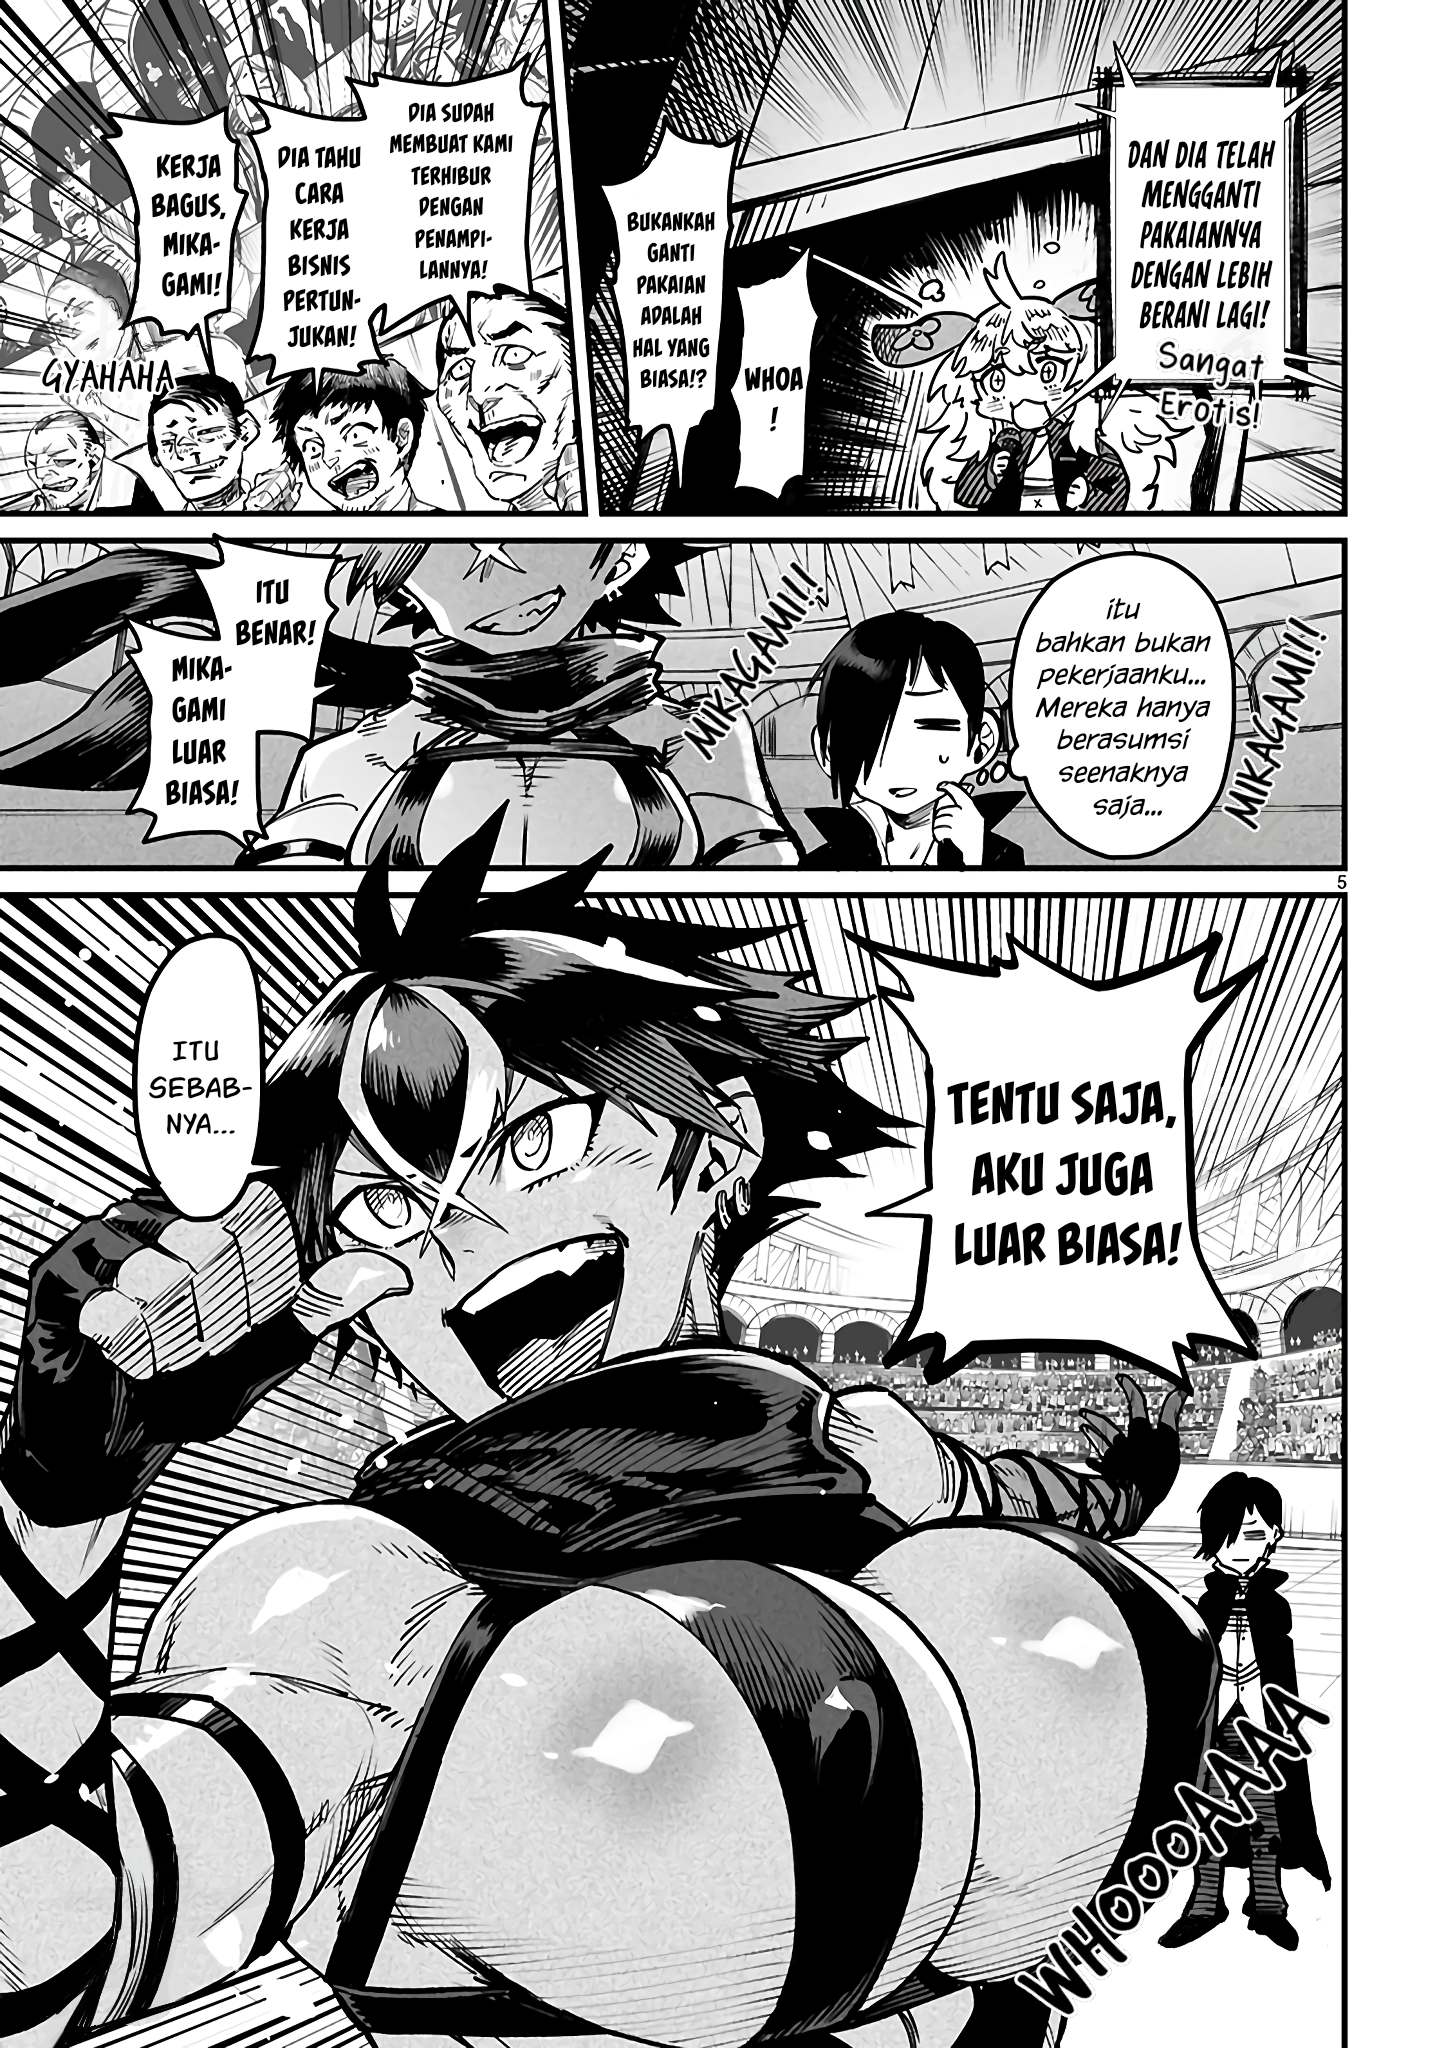 DAN DIA TELAH
MENGGANTI
PAKAIANNYA
DENGAN LEBIH
BERANI LAGI!
Sangat
Erotis!
WHOA
!
BUKANKAH
GANTI
PAKAIAN
ADALAH
HAL YANG
BIASA!?
DIA SUDAH
MEMBUAT KAMI
TERHIBUR
DENGAN
PENAMPI-
LANNYA!
DIA TAHU
CARA
KERJA
BISNIS
PERTUN-
JUKAN!
KERJA
BAGUS,
MIKA-
GAMI!
GYAHAHA
MIKAGAMI!!
itu
bahkan bukan
pekerjaanku...
Mereka hanya
berasumsi
seenaknya
saja...
MIKAGAMI!!
ITU
BENAR!
MIKA-
GAMI
LUAR
BIASA!
5
TENTU SAJA,
AKU JUGA
LUAR BIASA!
ITU
SEBAB-
NYA...
WHOOOAAAA